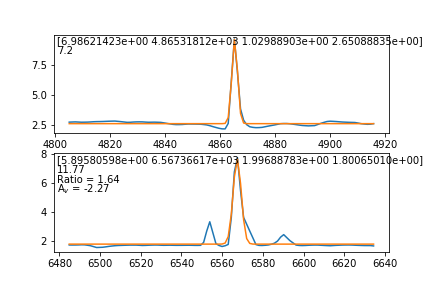 [6.98621423e+00 4.86531812e+03 1.02988903e+00 2.65088835e+00]
7.2
7.5
5.0
2.5
4800 4820 4840 4860 4880 4900 4920
[5.89580598e+00 6.56736617e+03 1.99688783e+00 1.80065010e+00]
11.77
Ratio = 1.64
Av = -2.27
8
6
4
2
6480 6500 6520 6540 6560 6580 6600 6620 6640